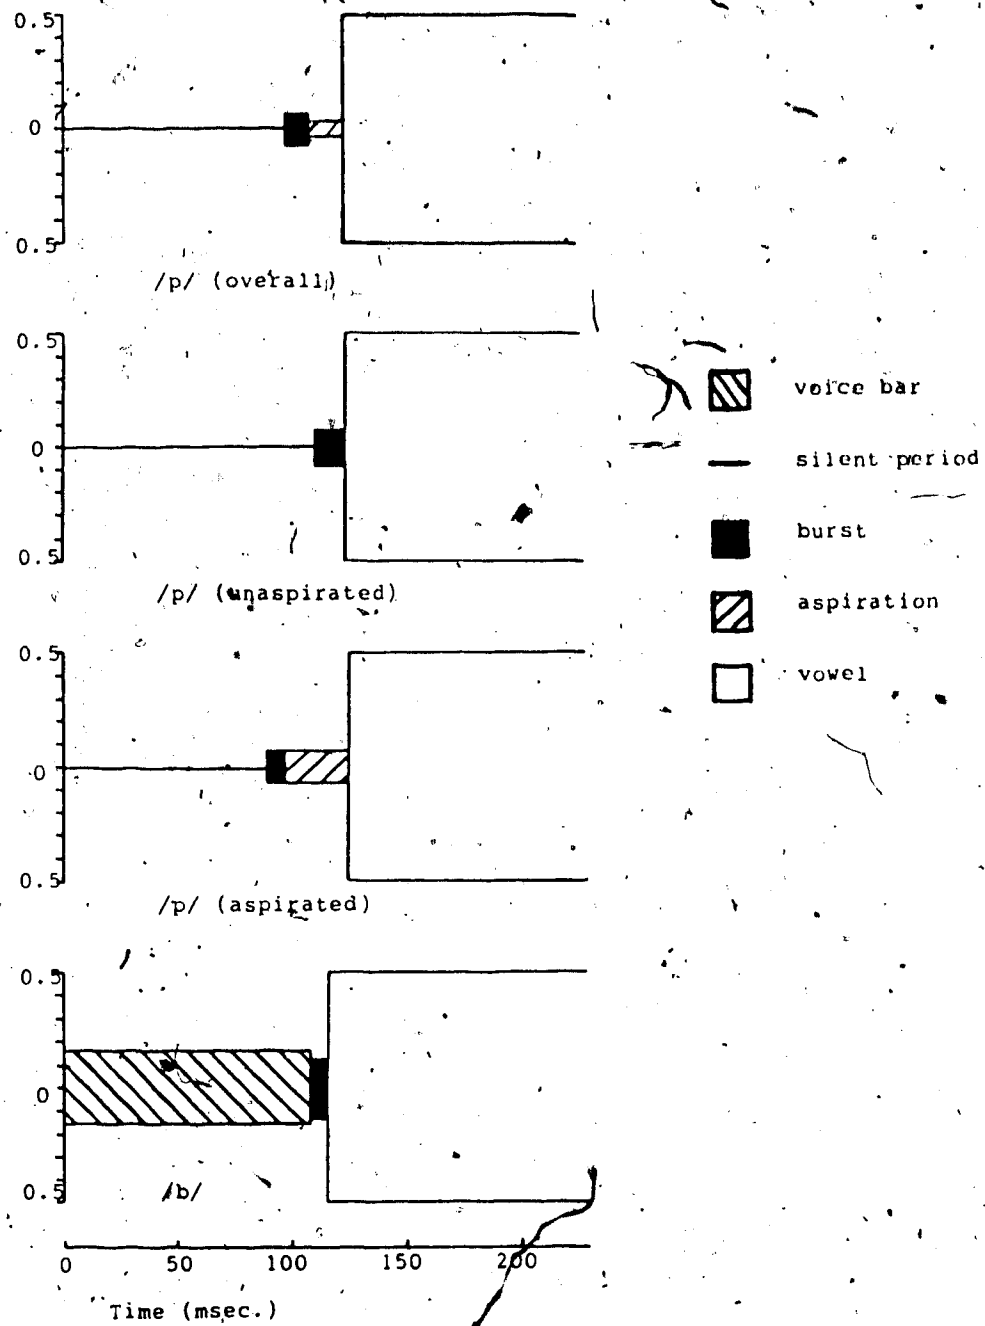 0.5
0
0.5
/p/ (overall)
0.5
0
0.5
/p/ (unaspirated)
0.5
0
0.5
/p/ (aspirated)
0.5
0
0.5
/b/
0 50 100 150 200
Time (msec.)
voice bar
silent period
burst
aspiration
vowel